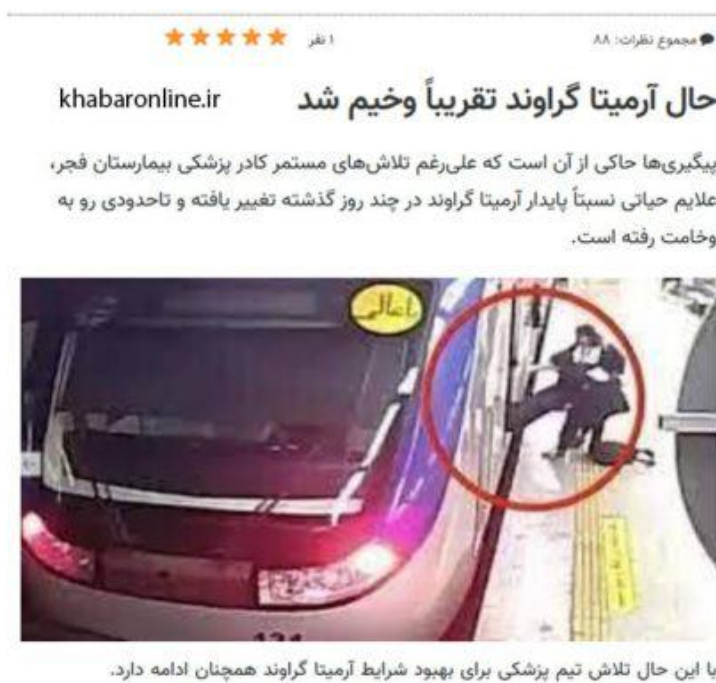 مجموع نظرات: ۸۸
۱ نفر
حال آرمیتا گراوند تقریباً وخیم شد
khabaronline.ir
پیگیری‌ها حاکی از آن است که علی‌رغم تلاش‌های مستمر کادر پزشکی بیمارستان فجر،
علایم حیاتی نسبتاً پایدار آرمیتا گراوند در چند روز گذشته تغییر یافته و تاحدودی رو به
وخامت رفته است.
با این حال تلاش تیم پزشکی برای بهبود شرایط آرمیتا گراوند همچنان ادامه دارد.